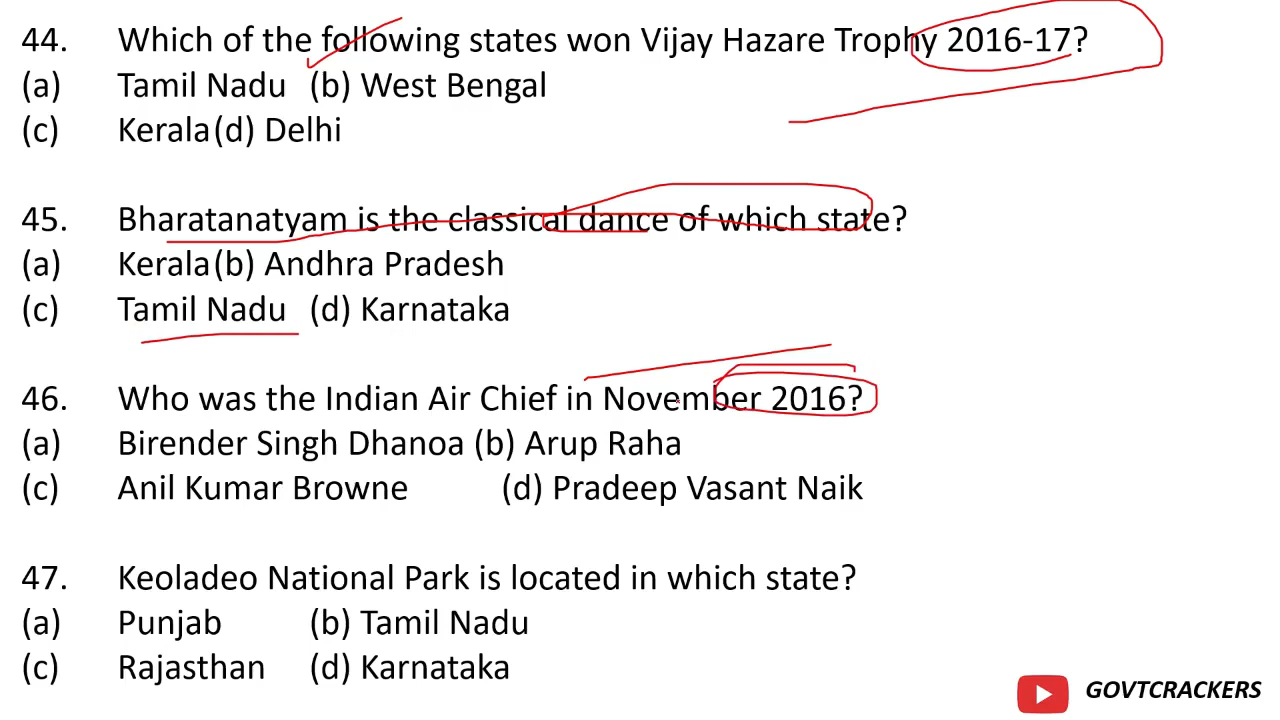 44. Which of the following states won Vijay Hazare Trophy 2016-17?
(a) Tamil Nadu (b) West Bengal
(c) Kerala (d) Delhi
45. Bharatanatyam is the classical dance of which state?
(a) Kerala (b) Andhra Pradesh
(c) Tamil Nadu (d) Karnataka
46. Who was the Indian Air Chief in November 2016?
(a) Birender Singh Dhanoa (b) Arup Raha
(c) Anil Kumar Browne (d) Pradeep Vasant Naik
47. Keoladeo National Park is located in which state?
(a) Punjab (b) Tamil Nadu
(c) Rajasthan (d) Karnataka
GOVTCRACKERS